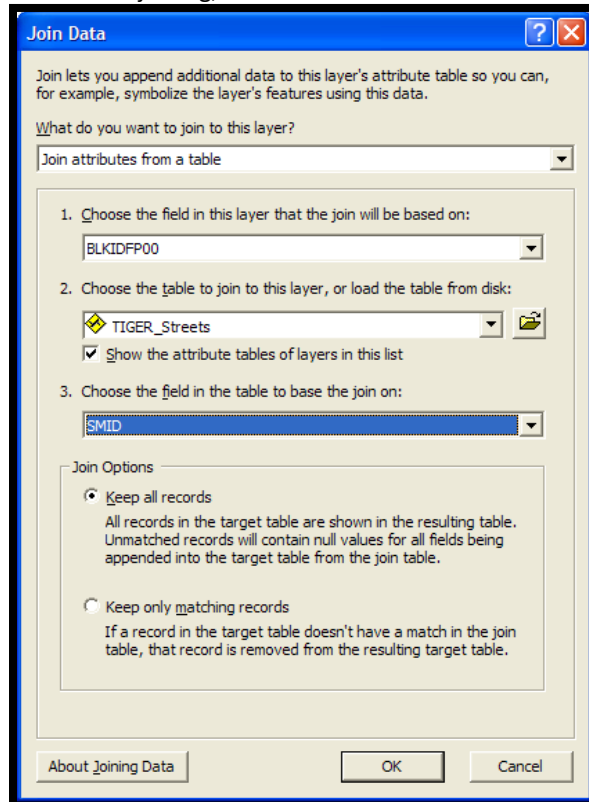 Join Data
Join lets you append additional data to this layer's attribute table so you can,
for example, symbolize the layer's features using this data.
What do you want to join to this layer?
Join attributes from a table
1. Choose the field in this layer that the join will be based on:
BLKIDFP00
2. Choose the table to join to this layer, or load the table from disk:
TIGER_Streets
Show the attribute tables of layers in this list
3. Choose the field in the table to base the join on:
SMID
Join Options
Keep all records
All records in the target table are shown in the resulting table.
Unmatched records will contain null values for all fields being
appended into the target table from the join table.
Keep only matching records
If a record in the target table doesn't have a match in the join
table, that record is removed from the resulting target table.
About Joining Data
OK
Cancel